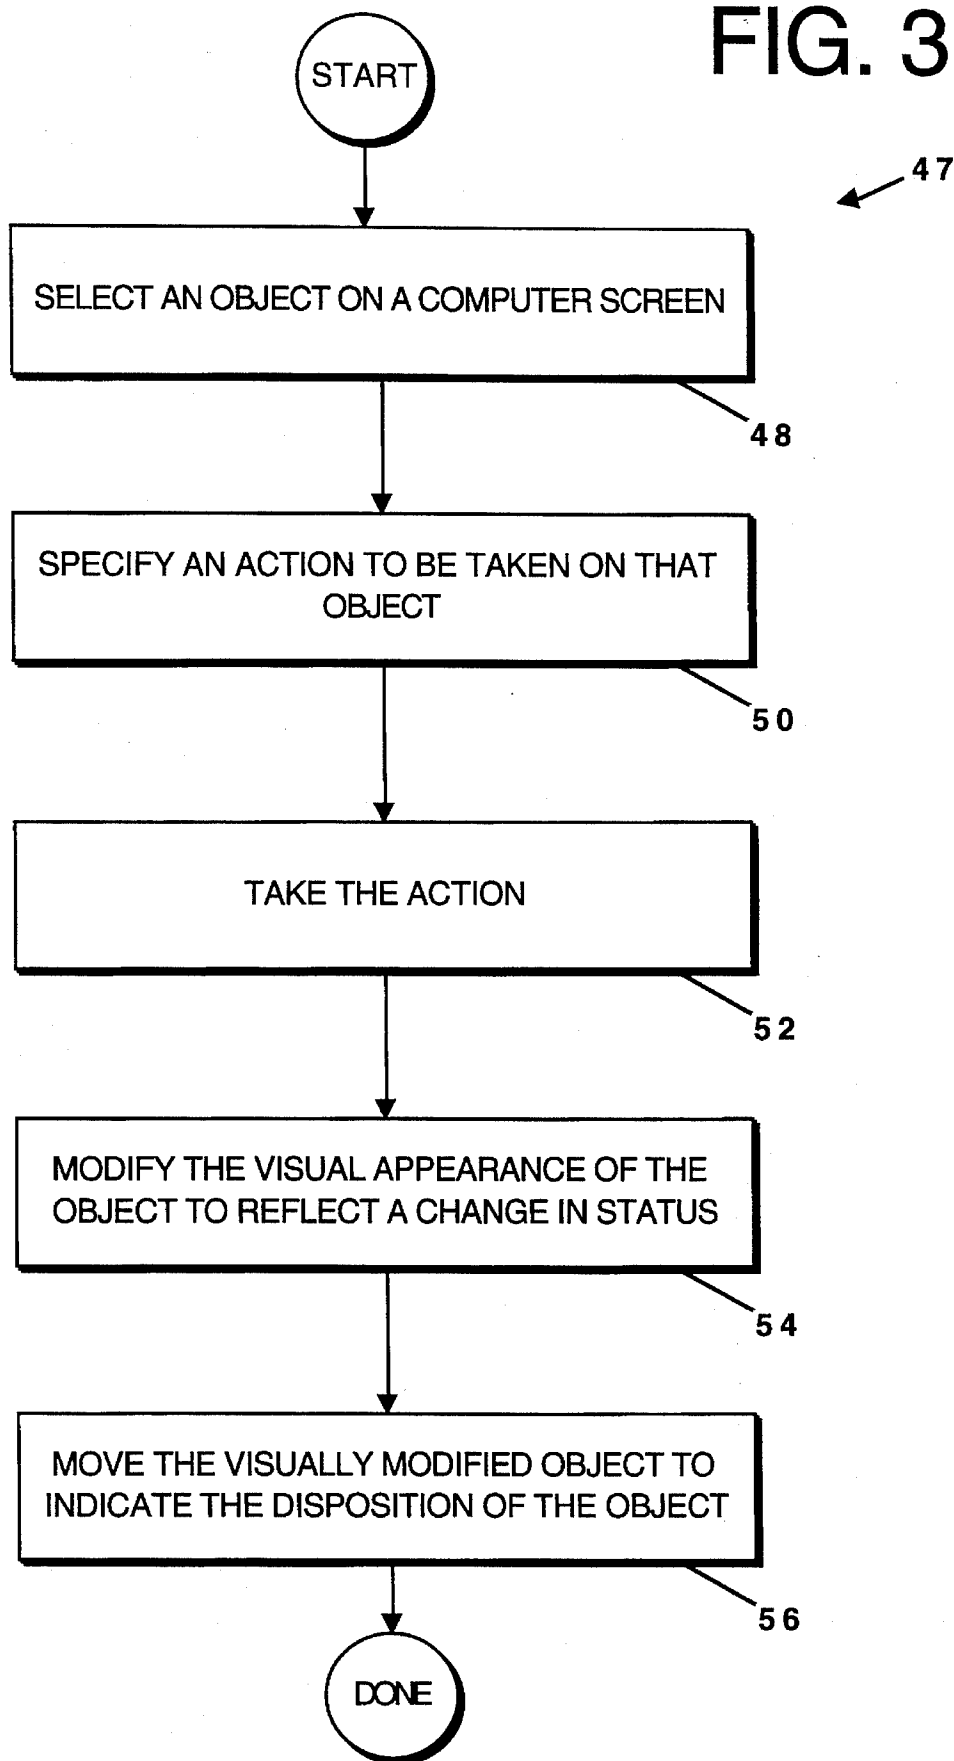 FIG. 3
START
47
SELECT AN OBJECT ON A COMPUTER SCREEN
48
SPECIFY AN ACTION TO BE TAKEN ON THAT
OBJECT
50
TAKE THE ACTION
52
MODIFY THE VISUAL APPEARANCE OF THE
OBJECT TO REFLECT A CHANGE IN STATUS
54
MOVE THE VISUALLY MODIFIED OBJECT TO
INDICATE THE DISPOSITION OF THE OBJECT
56
DONE